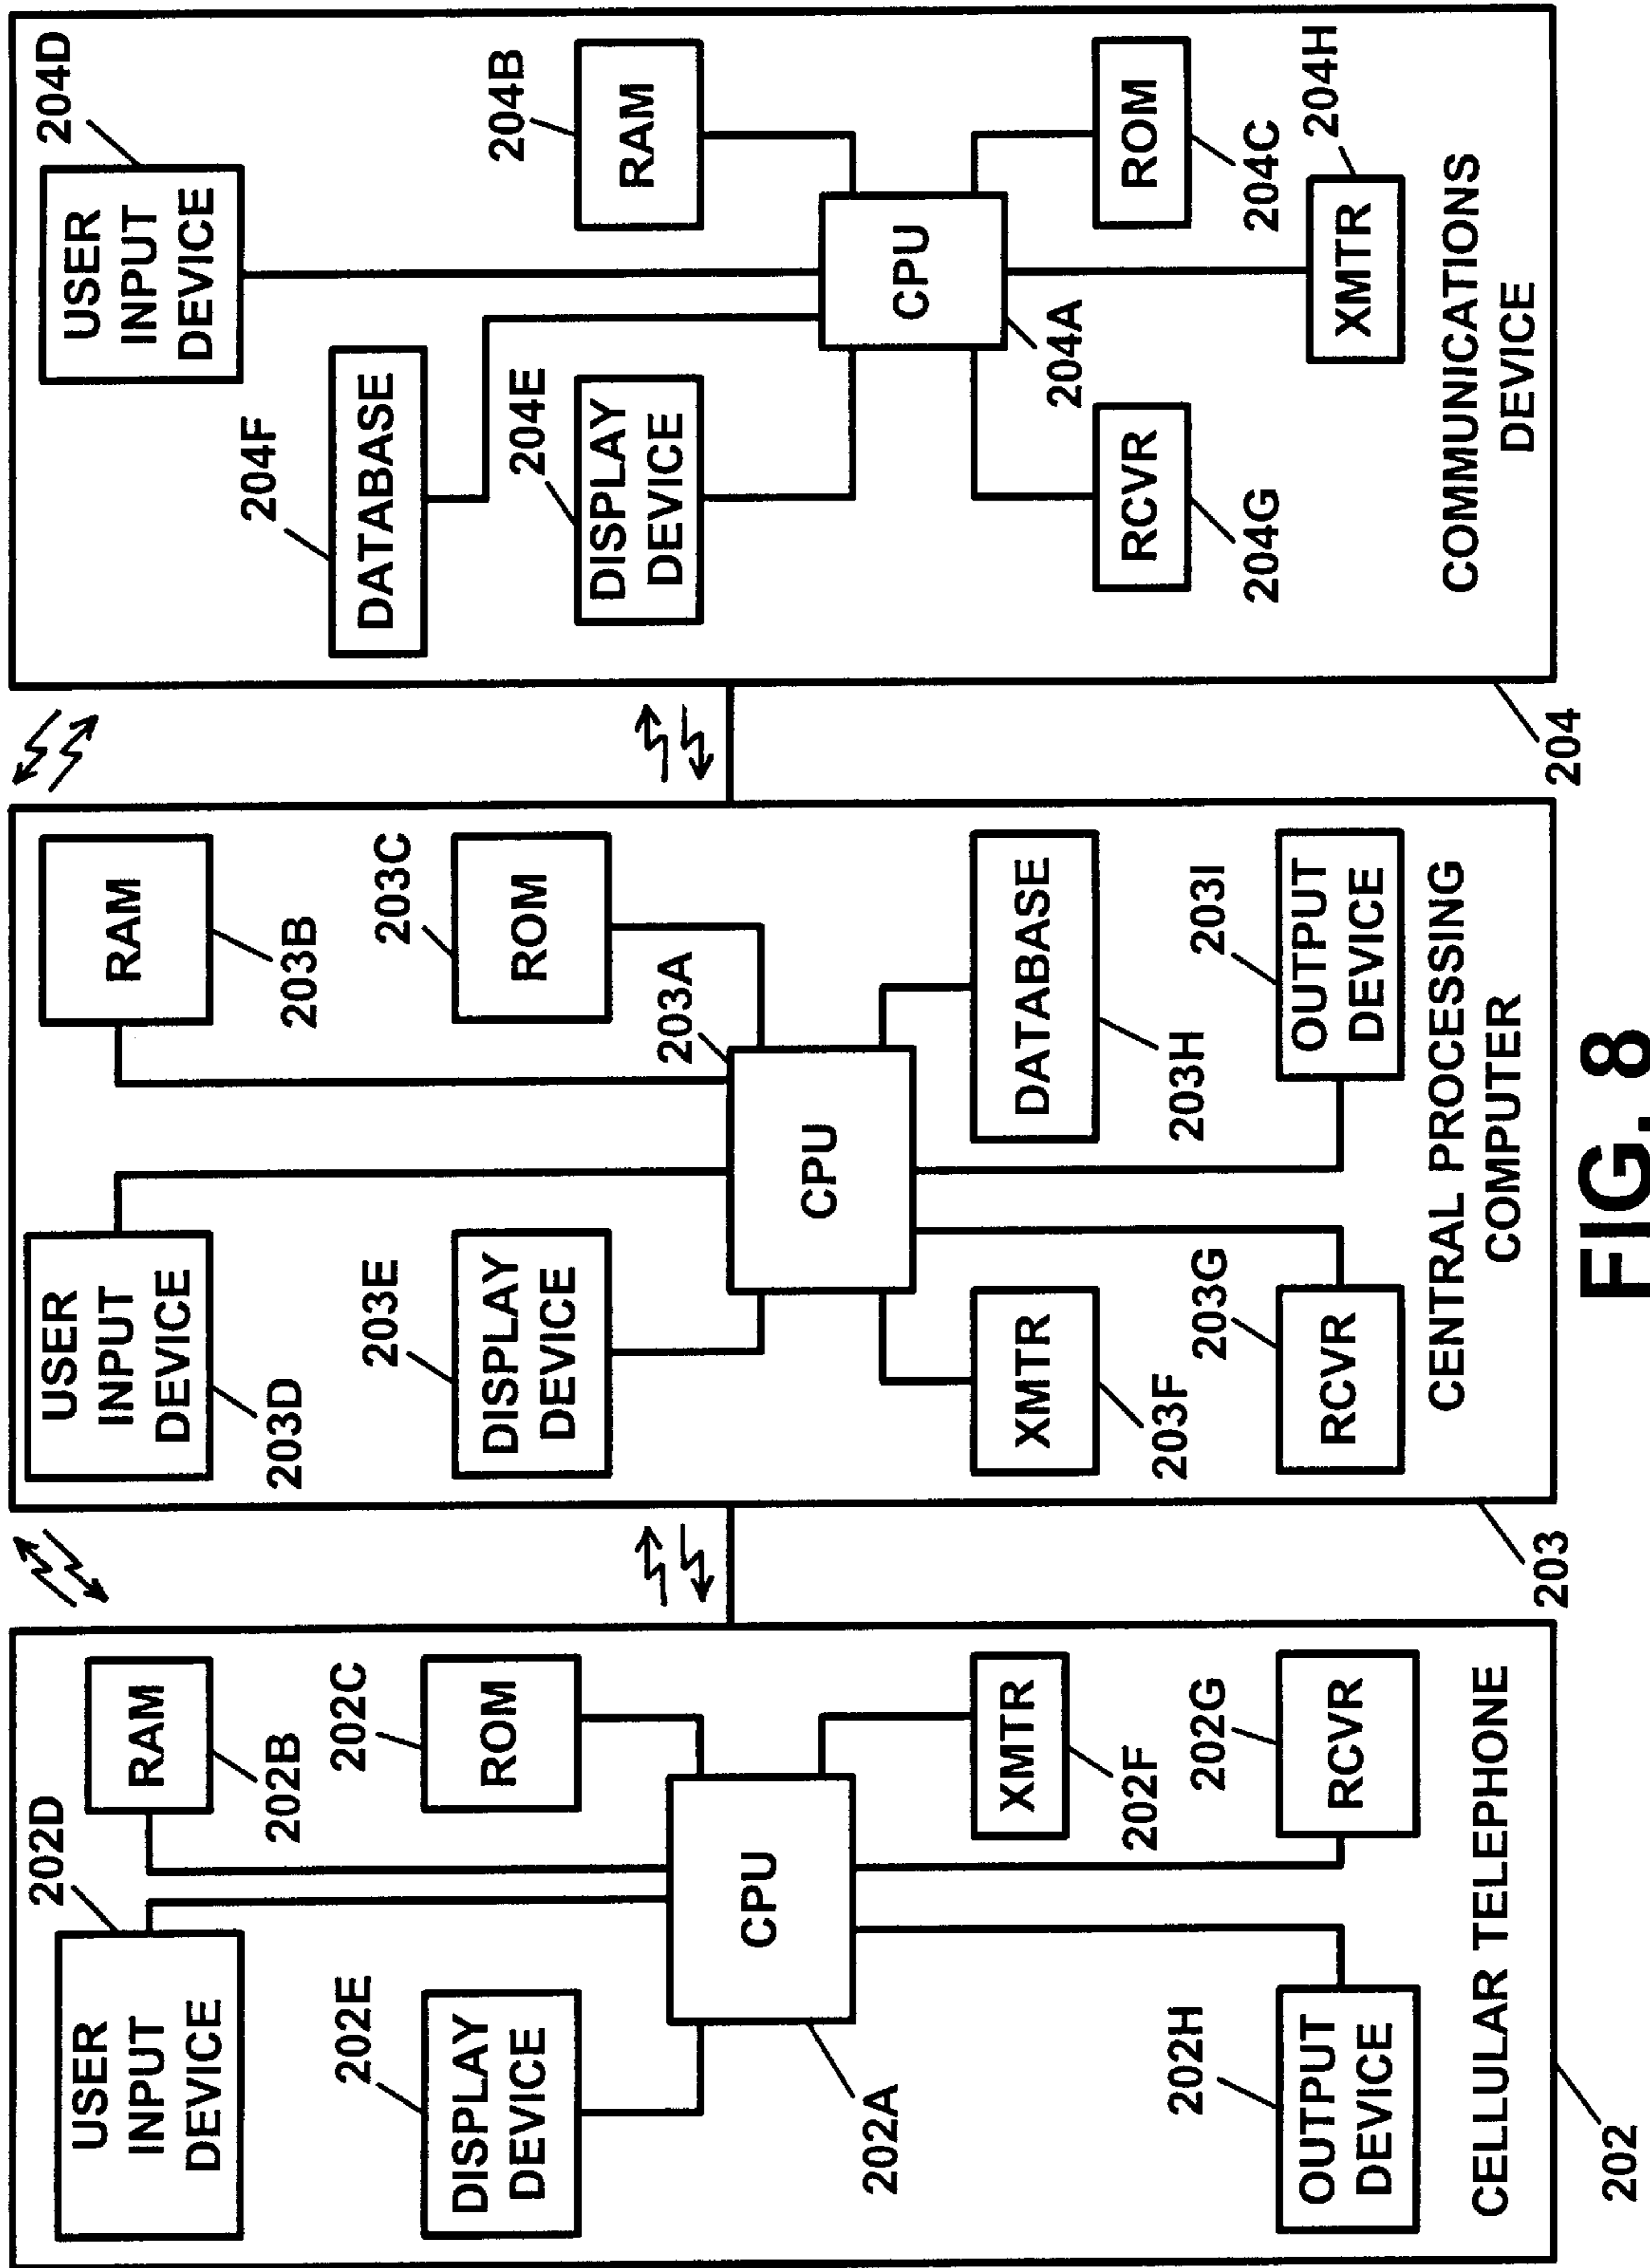 USER
INPUT
DEVICE
202D
RAM
202B
DISPLAY
DEVICE
202E
ROM
202C
CPU
202A
XMTR
202F
OUTPUT
DEVICE
202H
RCVR
202G
CELLULAR TELEPHONE
202
USER
INPUT
DEVICE
203D
RAM
203B
DISPLAY
DEVICE
203E
ROM
203C
CPU
203A
XMTR
203F
DATABASE
203H
RCVR
203G
OUTPUT
DEVICE
203I
CENTRAL PROCESSING
COMPUTER
203
USER
INPUT
DEVICE
204D
DATABASE
204F
DISPLAY
DEVICE
204E
RAM
204B
CPU
204A
RCVR
204G
ROM
204C
XMTR
204H
COMMUNICATIONS
DEVICE
204
FIG. 8